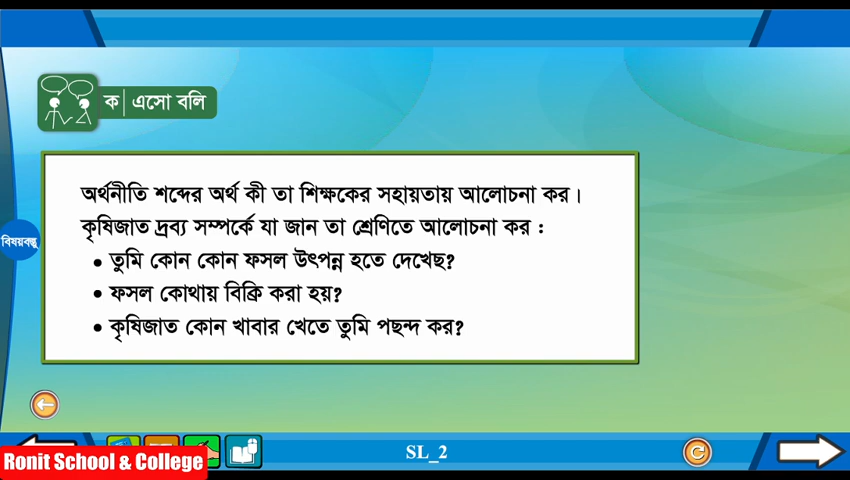 ক | এসো বলি
অর্থনীতি শব্দের অর্থ কী তা শিক্ষকের সহায়তায় আলোচনা কর।
কৃষিজাত দ্রব্য সম্পর্কে যা জান তা শ্রেণিতে আলোচনা কর :
• তুমি কোন কোন ফসল উৎপন্ন হতে দেখেছ?
• ফসল কোথায় বিক্রি করা হয়?
• কৃষিজাত কোন খাবার খেতে তুমি পছন্দ কর?
বিষয়বস্তু
SL_2
Ronit School & College